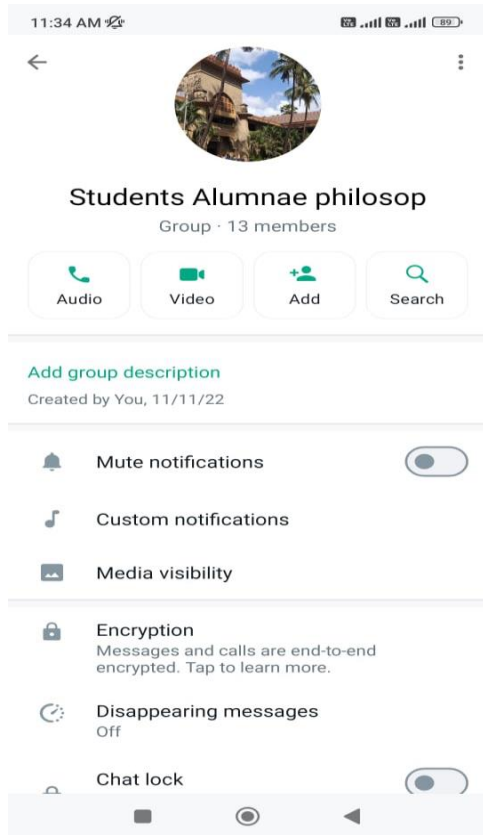 11:34 AM
89
Students Alumnae philosop
Group · 13 members
Audio Video Add Search
Add group description
Created by You, 11/11/22
Mute notifications
Custom notifications
Media visibility
Encryption
Messages and calls are end-to-end
encrypted. Tap to learn more.
Disappearing messages
Off
Chat lock